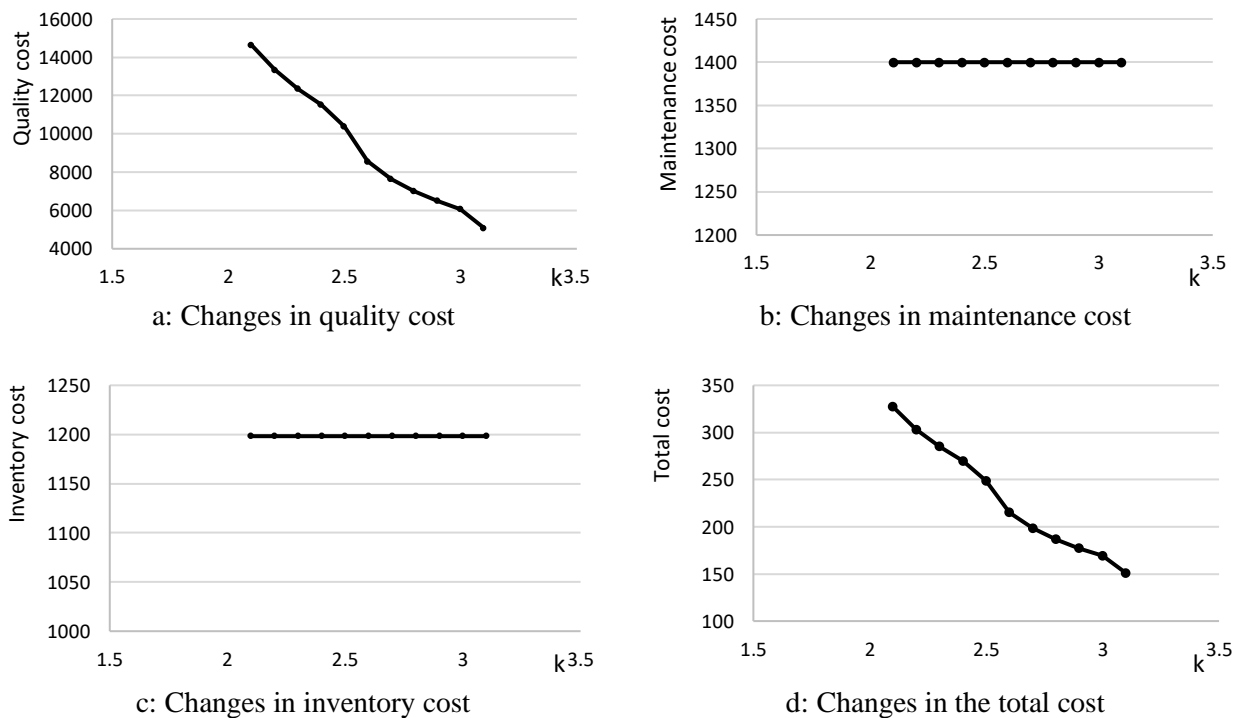 16000
14000
12000
10000
8000
6000
4000
Quality cost
1.5 2 2.5 3 3.5
k
a: Changes in quality cost
1450
1400
1350
1300
1250
1200
Maintenance cost
1.5 2 2.5 3 3.5
k
b: Changes in maintenance cost
1250
1200
1150
1100
1050
1000
Inventory cost
1.5 2 2.5 3 3.5
k
c: Changes in inventory cost
350
300
250
200
150
100
Total cost
1.5 2 2.5 3 3.5
k
d: Changes in the total cost